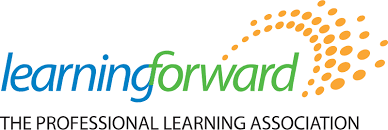 learningforward
THE PROFESSIONAL LEARNING ASSOCIATION